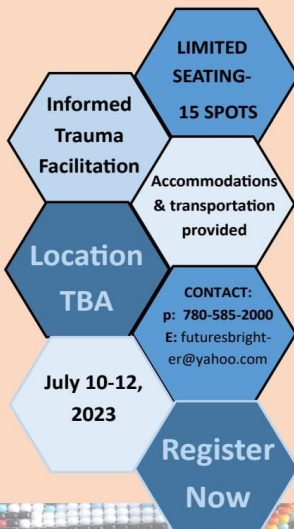 LIMITED
SEATING-
15 SPOTS
Informed
Trauma
Facilitation
Accommodations
& transportation
provided
Location
TBA
CONTACT:
p: 780-585-2000
E: futuresbright-
er@yahoo.com
July 10-12,
2023
Register
Now